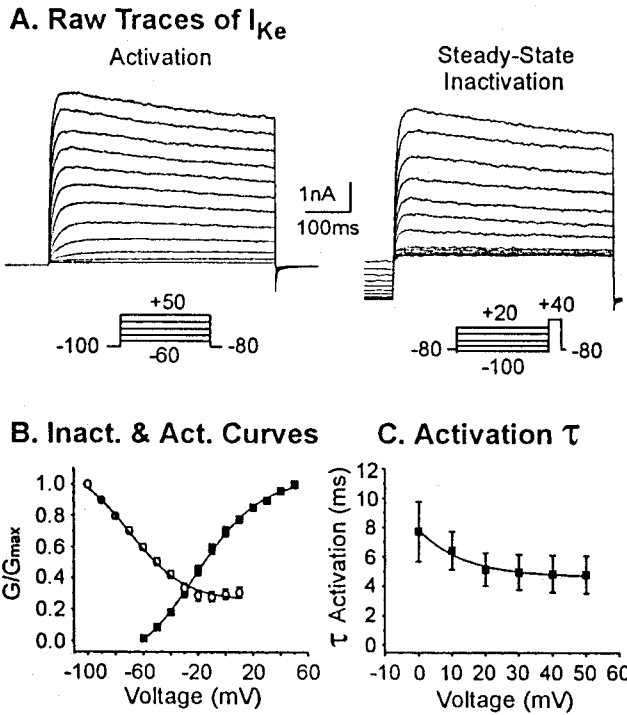 A. Raw Traces of IKe
Activation
Steady-State
Inactivation
1nA
100ms
+50
-100
-80
-60
+40
+20
-80
-80
-100
B. Inact. & Act. Curves
G/Gmax
1.0
0.8
0.6
0.4
0.2
0.0
-100
-60
-20
20
60
Voltage (mV)
C. Activation τ
τ Activation (ms)
12
10
8
6
4
2
0
-10
0
10
20
30
40
50
60
Voltage (mV)